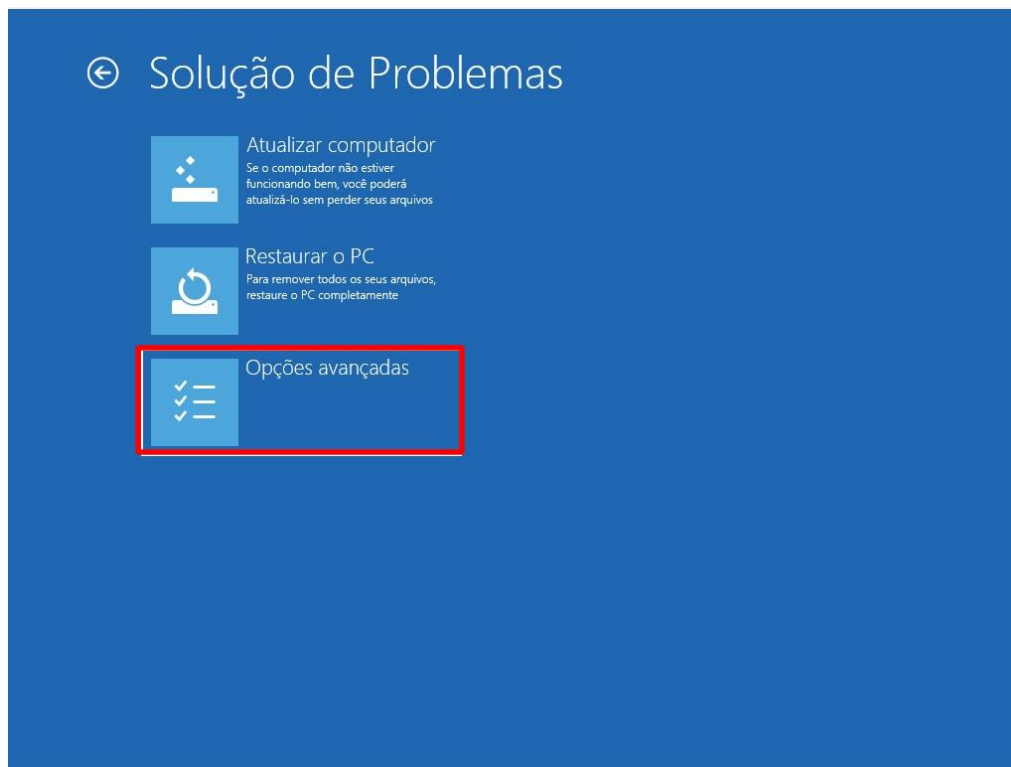 Solução de Problemas
Atualizar computador
Se o computador não estiver
funcionando bem, você poderá
atualizá-lo sem perder seus arquivos
Restaurar o PC
Para remover todos os seus arquivos,
restaure o PC completamente
Opções avançadas